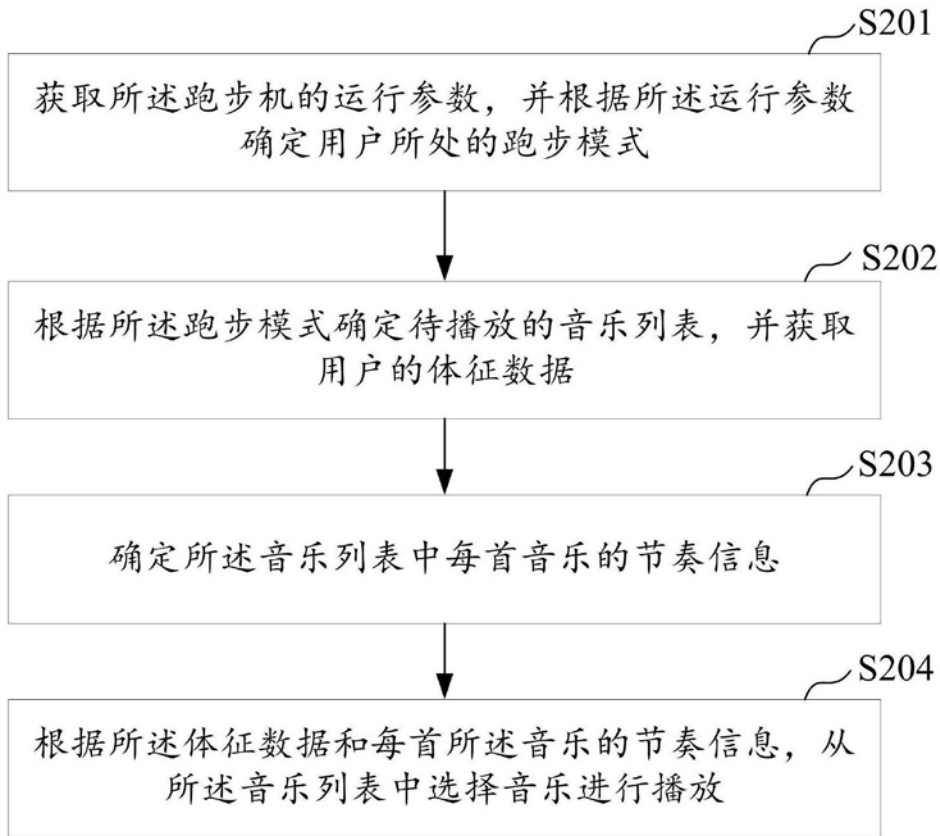 S201
获取所述跑步机的运行参数，并根据所述运行参数
确定用户所处的跑步模式
S202
根据所述跑步模式确定待播放的音乐列表，并获取
用户的体征数据
S203
确定所述音乐列表中每首音乐的节奏信息
S204
根据所述体征数据和每首所述音乐的节奏信息，从
所述音乐列表中选择音乐进行播放